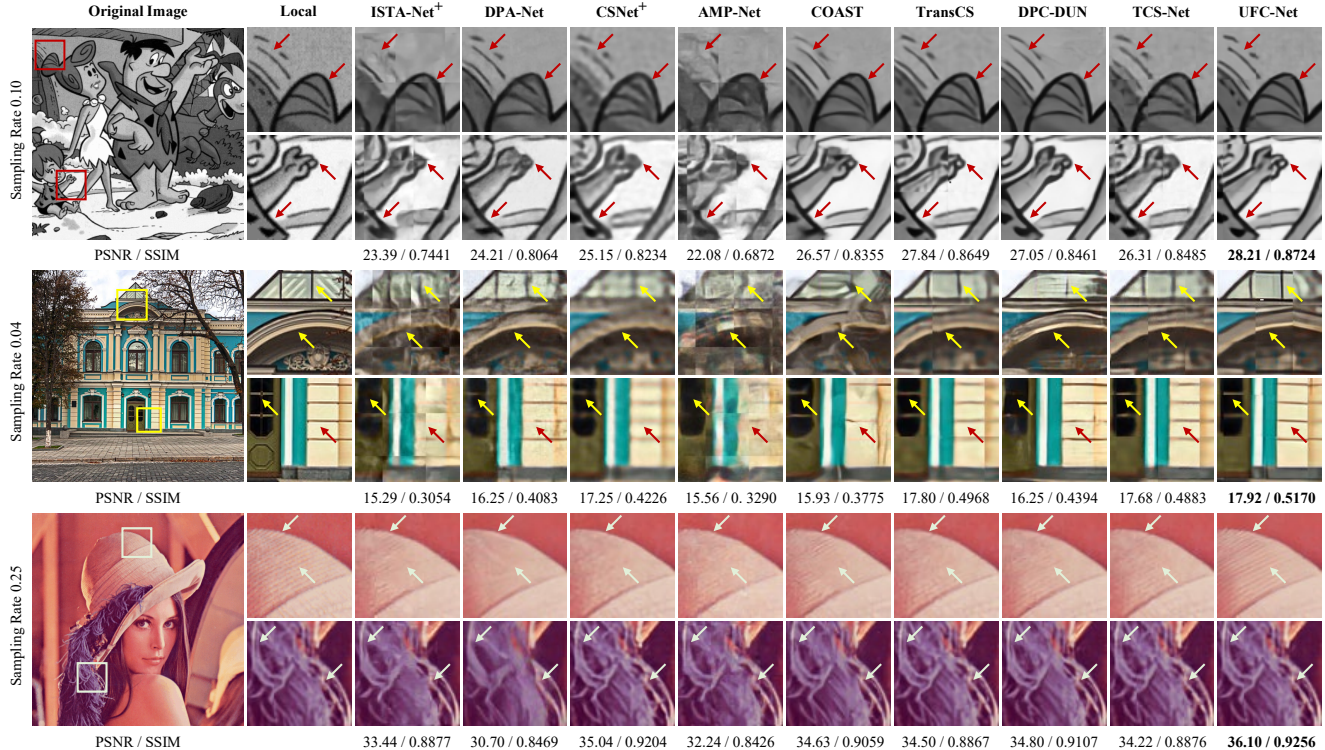 Original Image Local ISTA-Net+ DPA-Net CSNet+ AMP-Net COAST TransCS DPC-DUN TCS-Net UFC-Net
Sampling Rate 0.10
PSNR / SSIM 23.39 / 0.7441 24.21 / 0.8064 25.15 / 0.8234 22.08 / 0.6872 26.57 / 0.8355 27.84 / 0.8649 27.05 / 0.8461 26.31 / 0.8485 28.21 / 0.8724
Sampling Rate 0.04
PSNR / SSIM 15.29 / 0.3054 16.25 / 0.4083 17.25 / 0.4226 15.56 / 0. 3290 15.93 / 0.3775 17.80 / 0.4968 16.25 / 0.4394 17.68 / 0.4883 17.92 / 0.5170
Sampling Rate 0.25
PSNR / SSIM 33.44 / 0.8877 30.70 / 0.8469 35.04 / 0.9204 32.24 / 0.8426 34.63 / 0.9059 34.50 / 0.8867 34.80 / 0.9107 34.22 / 0.8876 36.10 / 0.9256